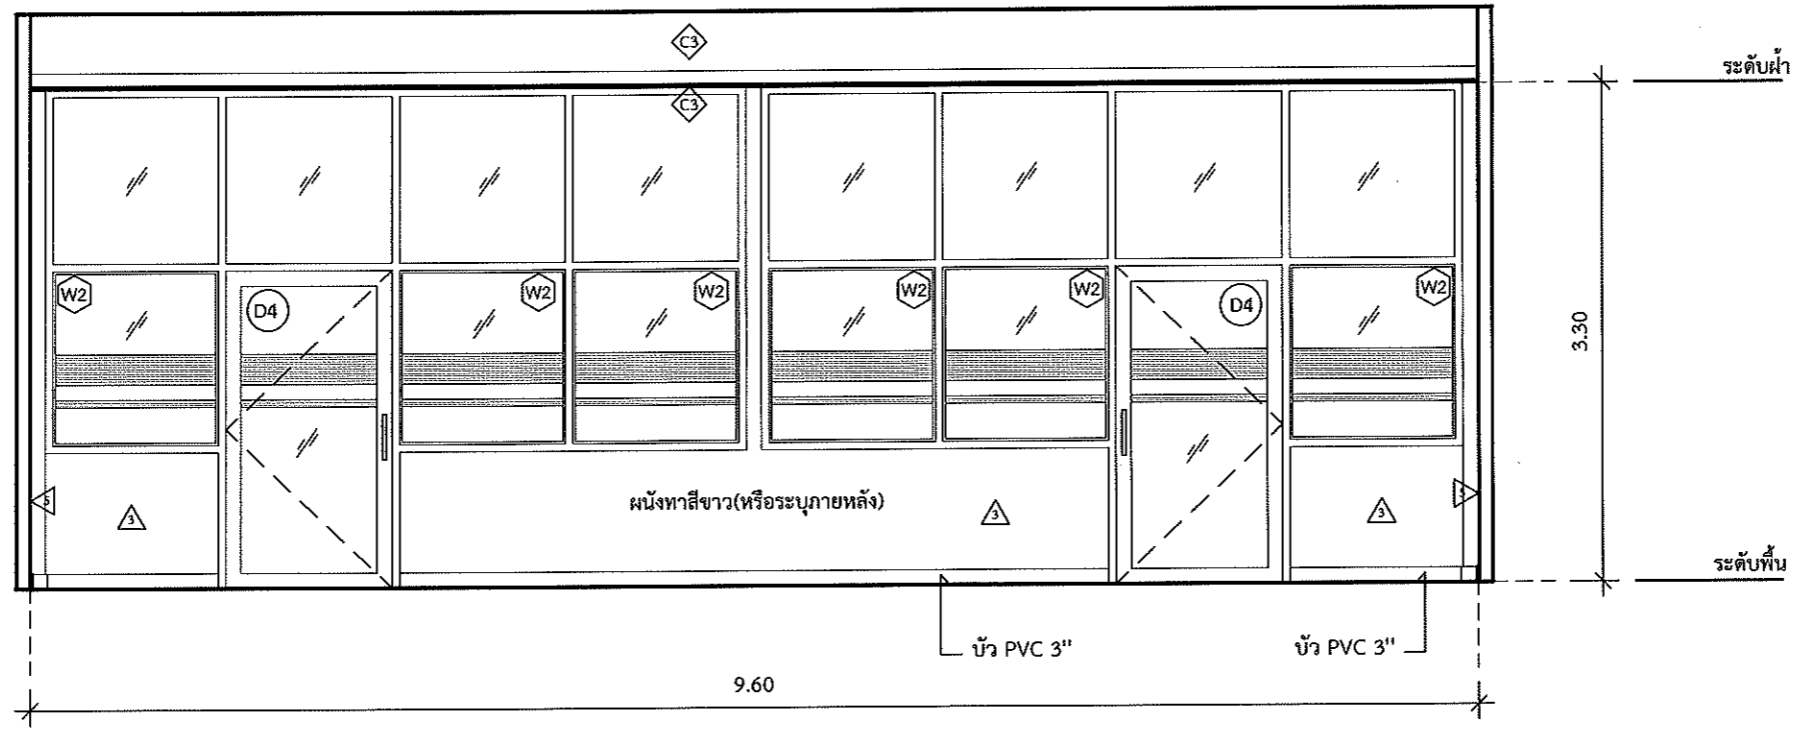 C3
ระดับฝ้า
C3
W2
D4
W2
W2
W2
W2
D4
W2
3.30
5
3
ผนังทาสีขาว(หรือระบุภายหลัง)
3
3
5
ระดับพื้น
บัว PVC 3"
บัว PVC 3"
9.60